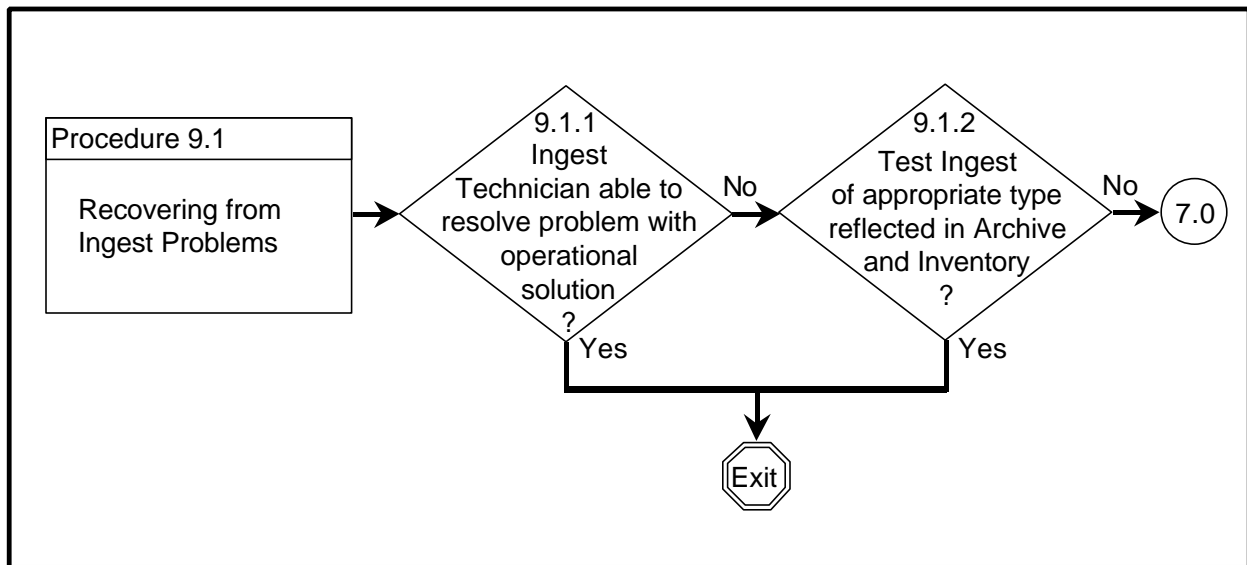 Procedure 9.1
Recovering from
Ingest Problems
9.1.1
Ingest
Technician able to
resolve problem with
operational
solution
?
No
Yes
9.1.2
Test Ingest
of appropriate type
reflected in Archive
and Inventory
?
No
Yes
7.0
Exit